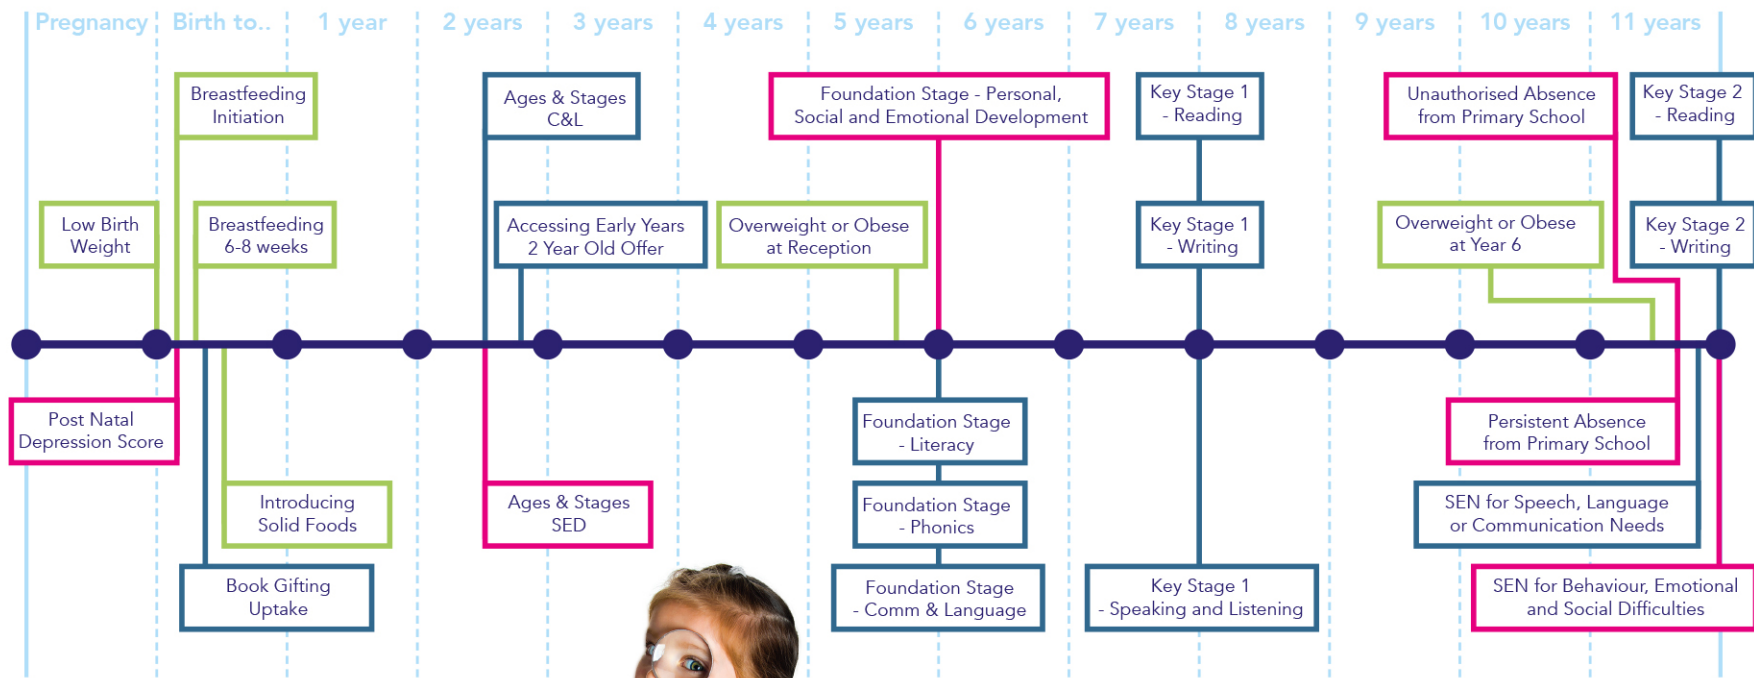 Pregnancy
Birth to..
1 year
2 years
3 years
4 years
5 years
6 years
7 years
8 years
9 years
10 years
11 years
Breastfeeding
Initiation
Ages & Stages
C&L
Foundation Stage - Personal,
Social and Emotional Development
Key Stage 1
- Reading
Unauthorised Absence
from Primary School
Key Stage 2
- Reading
Low Birth
Weight
Breastfeeding
6-8 weeks
Accessing Early Years
2 Year Old Offer
Overweight or Obese
at Reception
Key Stage 1
- Writing
Overweight or Obese
at Year 6
Key Stage 2
- Writing
Post Natal
Depression Score
Foundation Stage
- Literacy
Persistent Absence
from Primary School
Introducing
Solid Foods
Ages & Stages
SED
Foundation Stage
- Phonics
SEN for Speech, Language
or Communication Needs
Book Gifting
Uptake
Foundation Stage
- Comm & Language
Key Stage 1
- Speaking and Listening
SEN for Behaviour, Emotional
and Social Difficulties